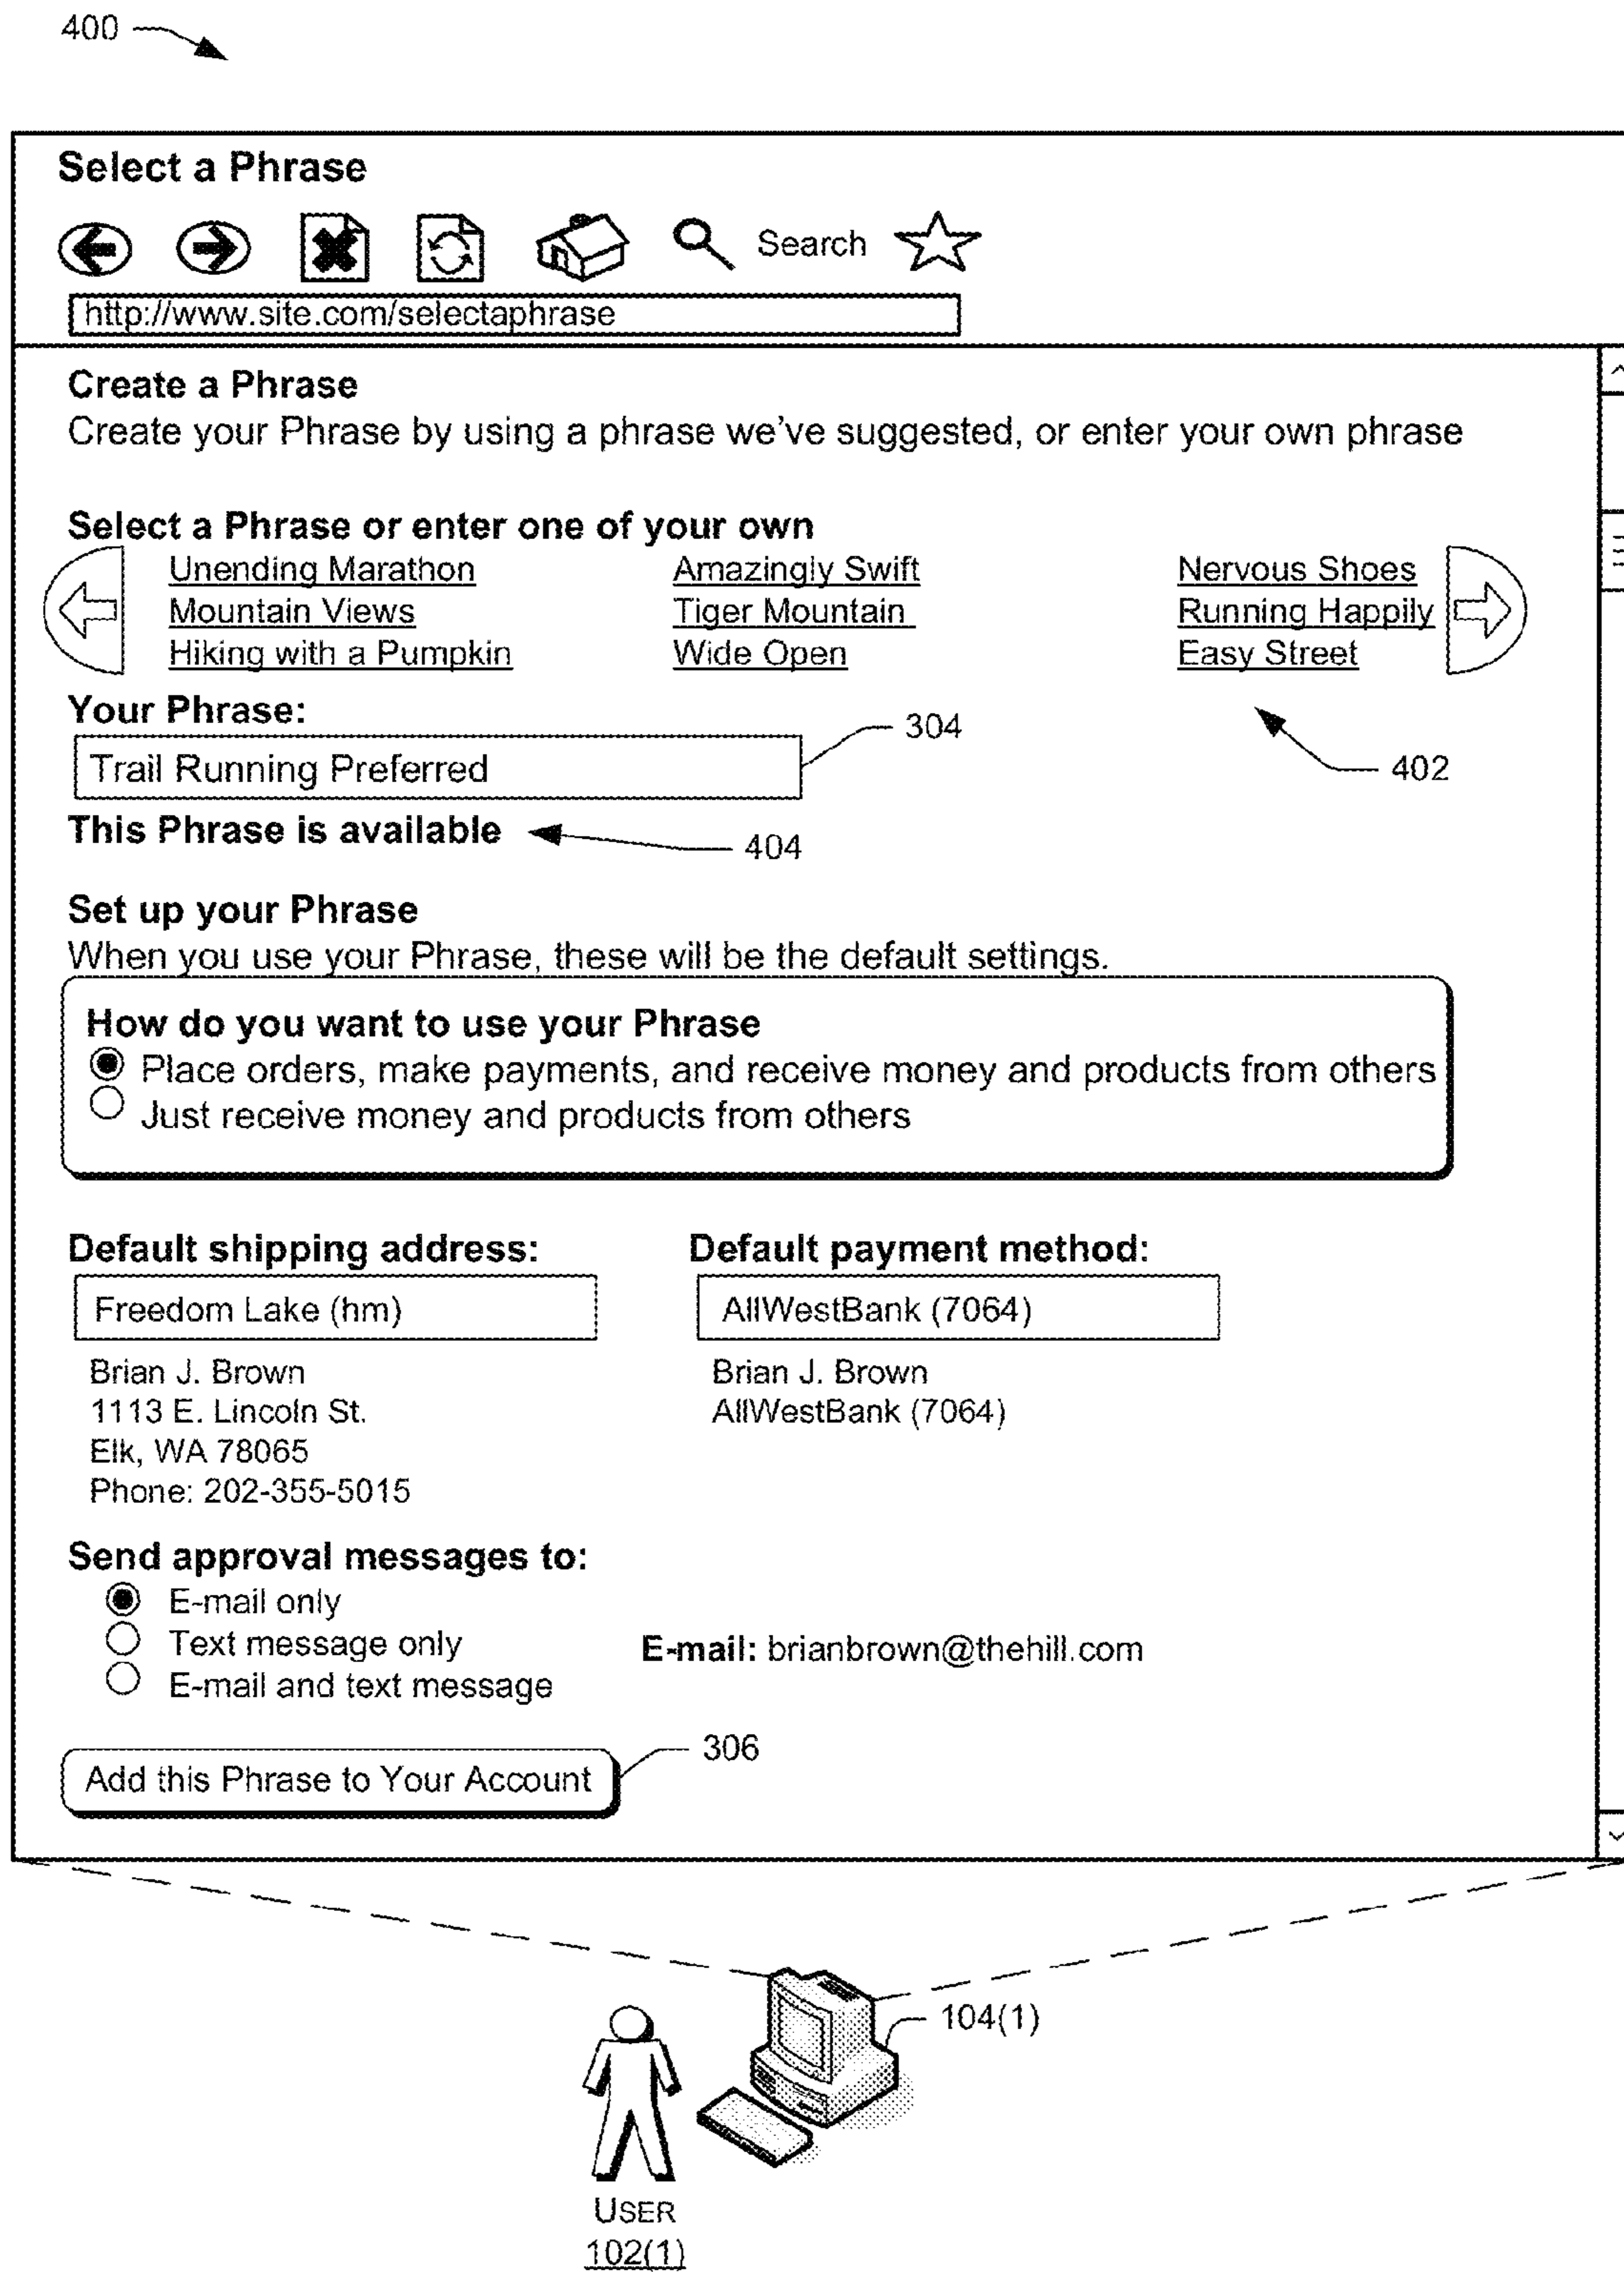 400
Select a Phrase
Search
http://www.site.com/selectaphrase
Create a Phrase
Create your Phrase by using a phrase we've suggested, or enter your own phrase
Select a Phrase or enter one of your own
Unending Marathon Amazingly Swift Nervous Shoes
Mountain Views Tiger Mountain Running Happily
Hiking with a Pumpkin Wide Open Easy Street
Your Phrase:
304
Trail Running Preferred
402
This Phrase is available
404
Set up your Phrase
When you use your Phrase, these will be the default settings.
How do you want to use your Phrase
Place orders, make payments, and receive money and products from others
Just receive money and products from others
Default shipping address: Default payment method:
Freedom Lake (hm) AllWestBank (7064)
Brian J. Brown Brian J. Brown
1113 E. Lincoln St. AllWestBank (7064)
Elk, WA 78065
Phone: 202-355-5015
Send approval messages to:
E-mail only
Text message only E-mail: brianbrown@thehill.com
E-mail and text message
306
Add this Phrase to Your Account
104(1)
USER
102(1)